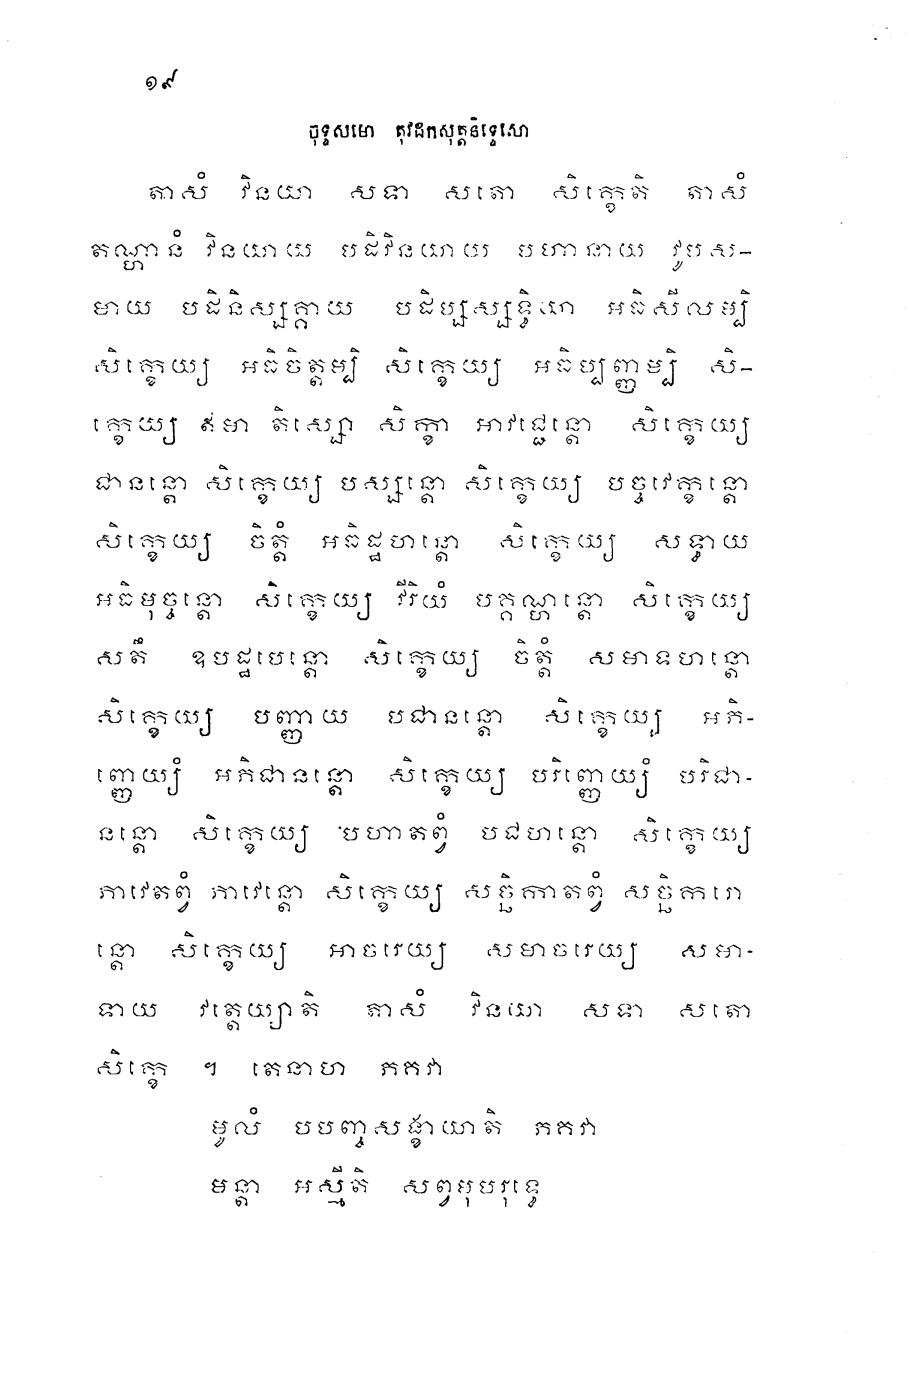 ១៩
ចុទ្ទសមោ តុវដកសុត្តនិទ្ទេសោ
តាសំ វិនយា សទា សតោ សិក្ខេតិ តាសំ
តណ្ហានំ វិនយាយ បដិវិនយាយ បហានាយ វូបស-
មាយ បដិនិស្សគ្គាយ បដិប្បស្សទ្ធិយា អធិសីលម្បិ
សិក្ខេយ្យ អធិចិត្តម្បិ សិក្ខេយ្យ អធិប្បញ្ញម្បិ សិ-
ក្ខេយ្យ ឥមា តិស្សោ សិក្ខា អាវជ្ជេន្តោ សិក្ខេយ្យ
ជានន្តោ សិក្ខេយ្យ បស្សន្តោ សិក្ខេយ្យ បច្ចវេក្ខន្តោ
សិក្ខេយ្យ ចិត្តំ អធិដ្ឋហន្តោ សិក្ខេយ្យ សទ្ធាយ
អធិមុច្ចន្តោ សិក្ខេយ្យ វីរិយំ បគ្គណ្ហន្តោ សិក្ខេយ្យ
សតឹ ឧបដ្ឋបេន្តោ សិក្ខេយ្យ ចិត្តំ សមាទហន្តោ
សិក្ខេយ្យ បញ្ញាយ បជានន្តោ សិក្ខេយ្យ អភិ-
ញ្ញេយ្យំ អភិជានន្តោ សិក្ខេយ្យ បរិញ្ញេយ្យំ បរិជា-
នន្តោ សិក្ខេយ្យ បហាតព្វំ បជហន្តោ សិក្ខេយ្យ
ភាវេតព្វំ ភាវេន្តោ សិក្ខេយ្យ សច្ឆិកាតព្វំ សច្ឆិករោ
ន្តោ សិក្ខេយ្យ អាចរេយ្យ សមាចរេយ្យ សមា-
ទាយ វត្តេយ្យាតិ តាសំ វិនយា សទា សតោ
សិក្ខេ ។ តេនាហ ភគវា
មូលំ បបញ្ចសង្ខាយាតិ ភគវា
មន្តា អស្មីតិ សព្វមុបរុទ្ធេ